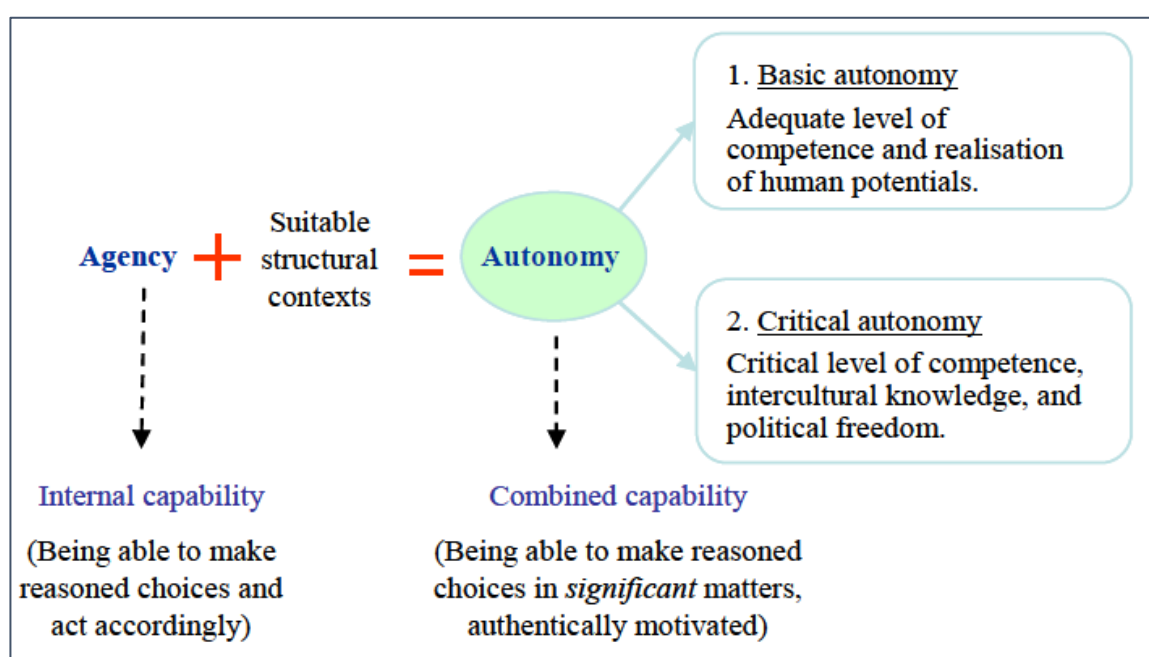 Agency
+
Suitable
structural
contexts
=
Autonomy
1. Basic autonomy
Adequate level of
competence and realisation
of human potentials.
2. Critical autonomy
Critical level of competence,
intercultural knowledge, and
political freedom.
Internal capability
(Being able to make
reasoned choices and
act accordingly)
Combined capability
(Being able to make reasoned
choices in significant matters,
authentically motivated)